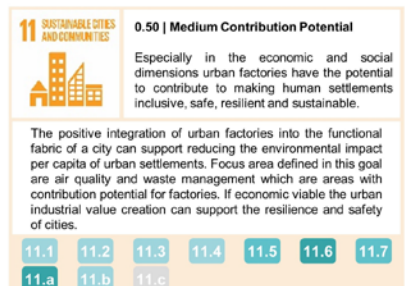 11 SUSTAINABLE CITIES
AND COMMUNITIES
0.50 | Medium Contribution Potential
Especially in the economic and social
dimensions urban factories have the potential
to contribute to making human settlements
inclusive, safe, resilient and sustainable.
The positive integration of urban factories into the functional
fabric of a city can support reducing the environmental impact
per capita of urban settlements. Focus area defined in this goal
are air quality and waste management which are areas with
contribution potential for factories. If economic viable the urban
industrial value creation can support the resilience and safety
of cities.
11.1 11.2 11.3 11.4 11.5 11.6 11.7
11.a 11.b 11.c